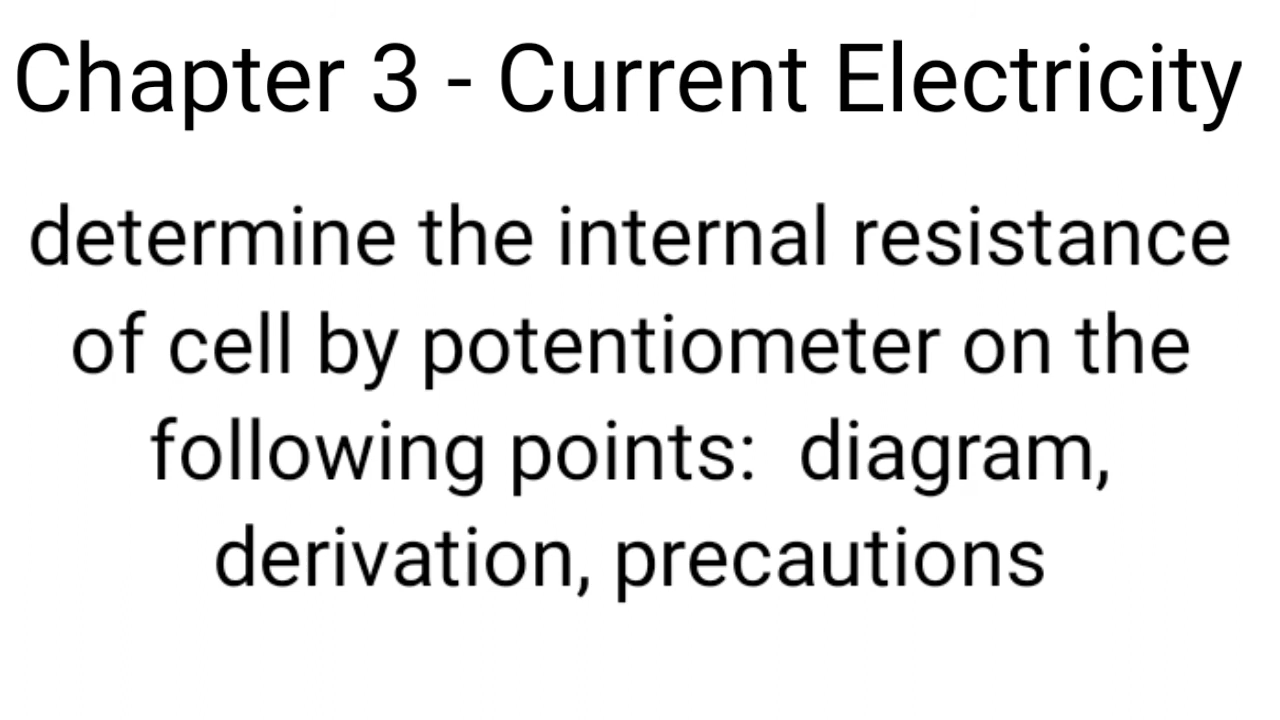 Chapter 3 - Current Electricity
determine the internal resistance
of cell by potentiometer on the
following points:  diagram,
derivation, precautions